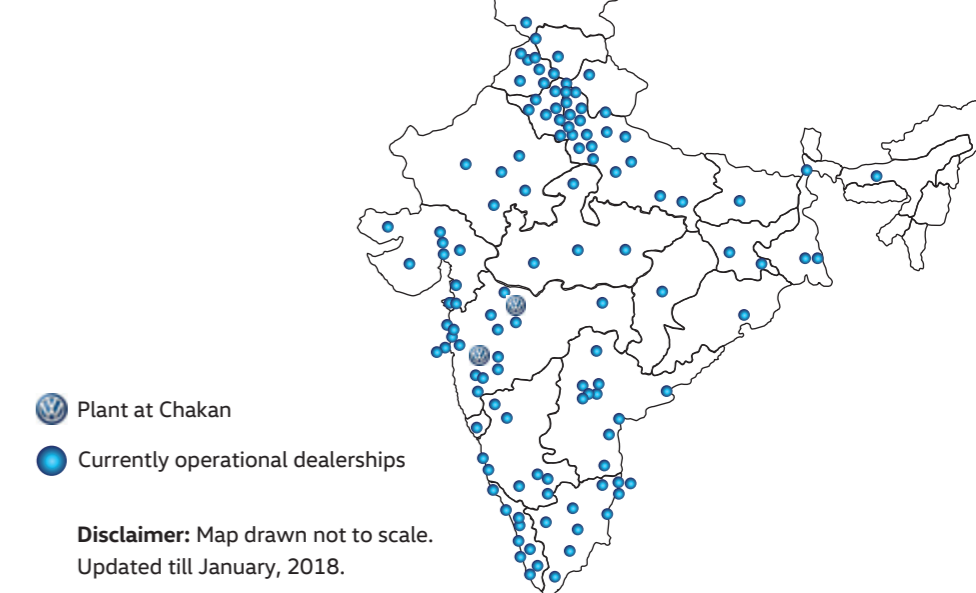 Plant at Chakan
Currently operational dealerships
Disclaimer: Map drawn not to scale.
Updated till January, 2018.